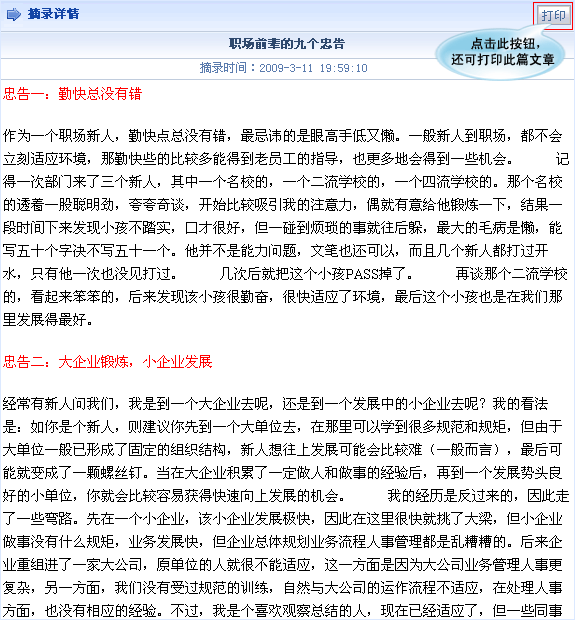 摘录详情
打印
点击此按钮,
还可打印此篇文章
职场前辈的九个忠告
摘录时间：2009-3-11 19:59:10
忠告一：勤快总没有错
作为一个职场新人，勤快点总没有错，最忌讳的是眼高手低又懒。一般新人到职场，都不会
立刻适应环境，那勤快些的比较多能得到老员工的指导，也更多地会得到一些机会。 记
得一次部门来了三个新人，其中一个名校的，一个二流学校的，一个四流学校的。那个名校
的透着一股聪明劲，夸夸奇谈，开始比较吸引我的注意力，偶就有意给他锻炼一下，结果一
段时间下来发现小孩不踏实，口才很好，但一碰到烦琐的事就往后躲，最大的毛病是懒，能
写五十个字决不写五十一个。他并不是能力问题，文笔也还可以，而且几个新人都打过开
水，只有他一次也没见打过。 几次后就把这个小孩PASS掉了。 再谈那个二流学校
的，看起来笨笨的，后来发现该小孩很勤奋，很快适应了环境，最后这个小孩也是在我们那
里发展得最好。
忠告二：大企业锻炼，小企业发展
经常有新人问我们，我是到一个大企业去呢，还是到一个发展中的小企业去呢？我的看法
是：如你是个新人，则建议你先到一个大单位去，在那里可以学到很多规范和规矩，但由于
大单位一般已形成了固定的组织结构，新人想往上发展可能会比较难（一般而言），最后可
能就变成了一颗螺丝钉。当在大企业积累了一定做人和做事的经验后，再到一个发展势头良
好的小单位，你就会比较容易获得快速向上发展的机会。 我的经历是反过来的，因此走
了一些弯路。先在一个小企业，该小企业发展极快，因此在这里很快就挑了大梁，但小企业
做事没有什么规矩，业务发展快，但企业总体规划业务流程人事管理都是乱糟糟的。后来企
业重组进了一家大公司，原单位的人就很不能适应，这一方面是因为大公司业务管理人事更
复杂，另一方面，我们没有受过规范的训练，自然与大公司的运作流程不适应，在处理人事
方面，也没有相应的经验。不过，我是个喜欢观察总结的人，现在已经适应了，但一些同事